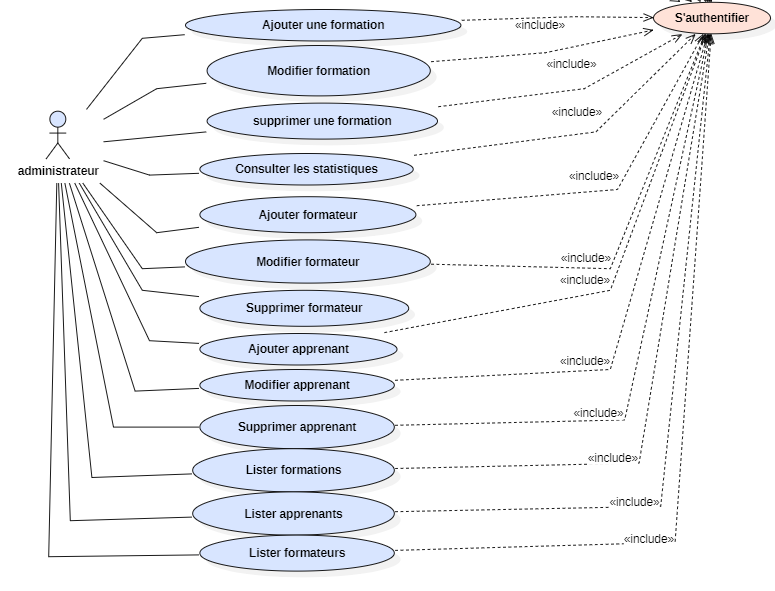 Ajouter une formation
«include»
S'authentifier
Modifier formation
«include»
supprimer une formation
«include»
administrateur
Consulter les statistiques
«include»
Ajouter formateur
Modifier formateur
«include»
Supprimer formateur
«include»
Ajouter apprenant
Modifier apprenant
«include»
Supprimer apprenant
«include»
Lister formations
«include»
Lister apprenants
«include»
Lister formateurs
«include»